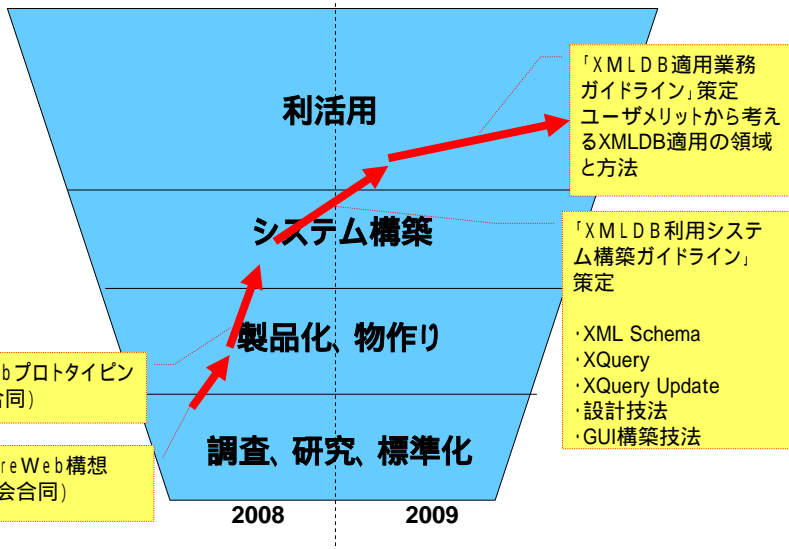 利活用
システム構築
製品化、物作り
調査、研究、標準化
2008
2009
「XMLDB適用業務
ガイドライン」策定
ユーザメリットから考え
るXMLDB適用の領域
と方法
「XMLDB利用システ
ム構築ガイドライン」
策定
・XML Schema
・XQuery
・XQuery Update
・設計技法
・GUI構築技法
bプロトタイピン
合同)
reWeb構想
会合同)